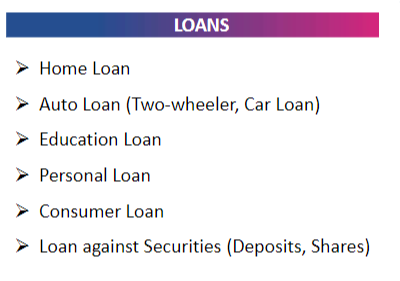 LOANS
➢ Home Loan
➢ Auto Loan (Two-wheeler, Car Loan)
➢ Education Loan
➢ Personal Loan
➢ Consumer Loan
➢ Loan against Securities (Deposits, Shares)